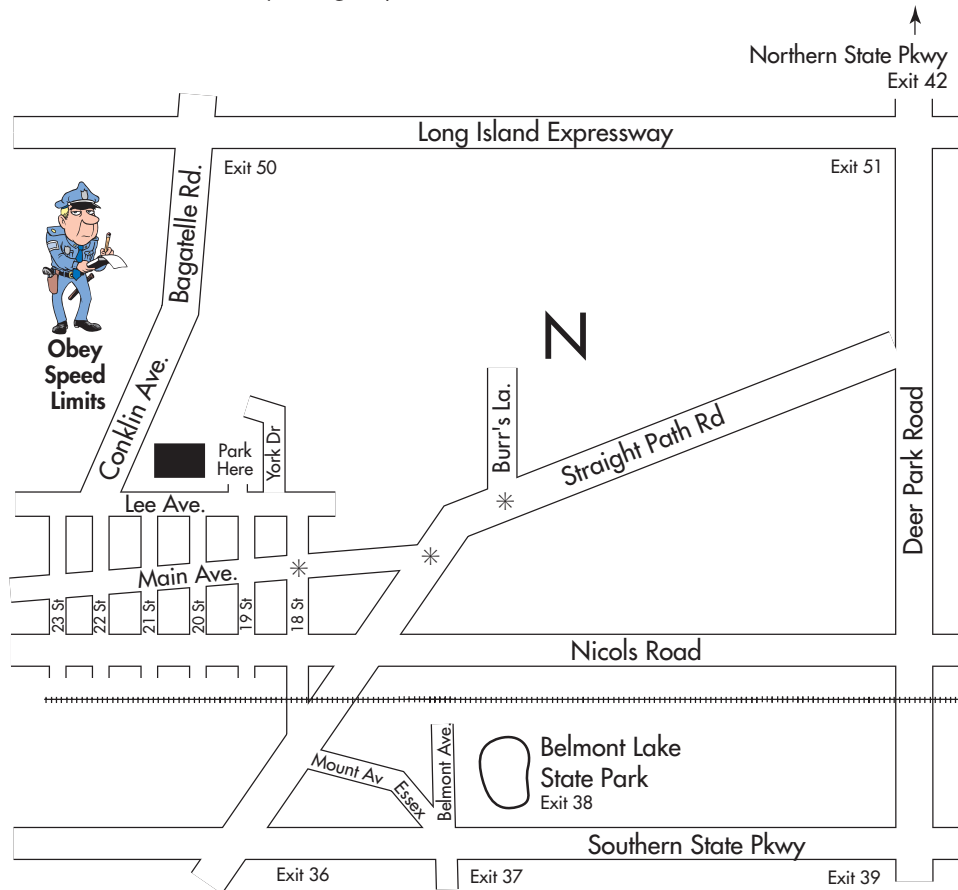 Northern State Pkwy
Exit 42
Long Island Expressway
Exit 50
Exit 51
Bagatelle Rd.
Obey
Speed
Limits
N
Conklin Ave.
Park
Here
York Dr
Burr's La.
Straight Path Rd
Deer Park Road
Lee Ave.
Main Ave.
23 St
22 St
21 St
20 St
19 St
18 St
Nicols Road
Belmont Ave.
Mount Av
Essex
Belmont Lake
State Park
Exit 38
Southern State Pkwy
Exit 36
Exit 37
Exit 39